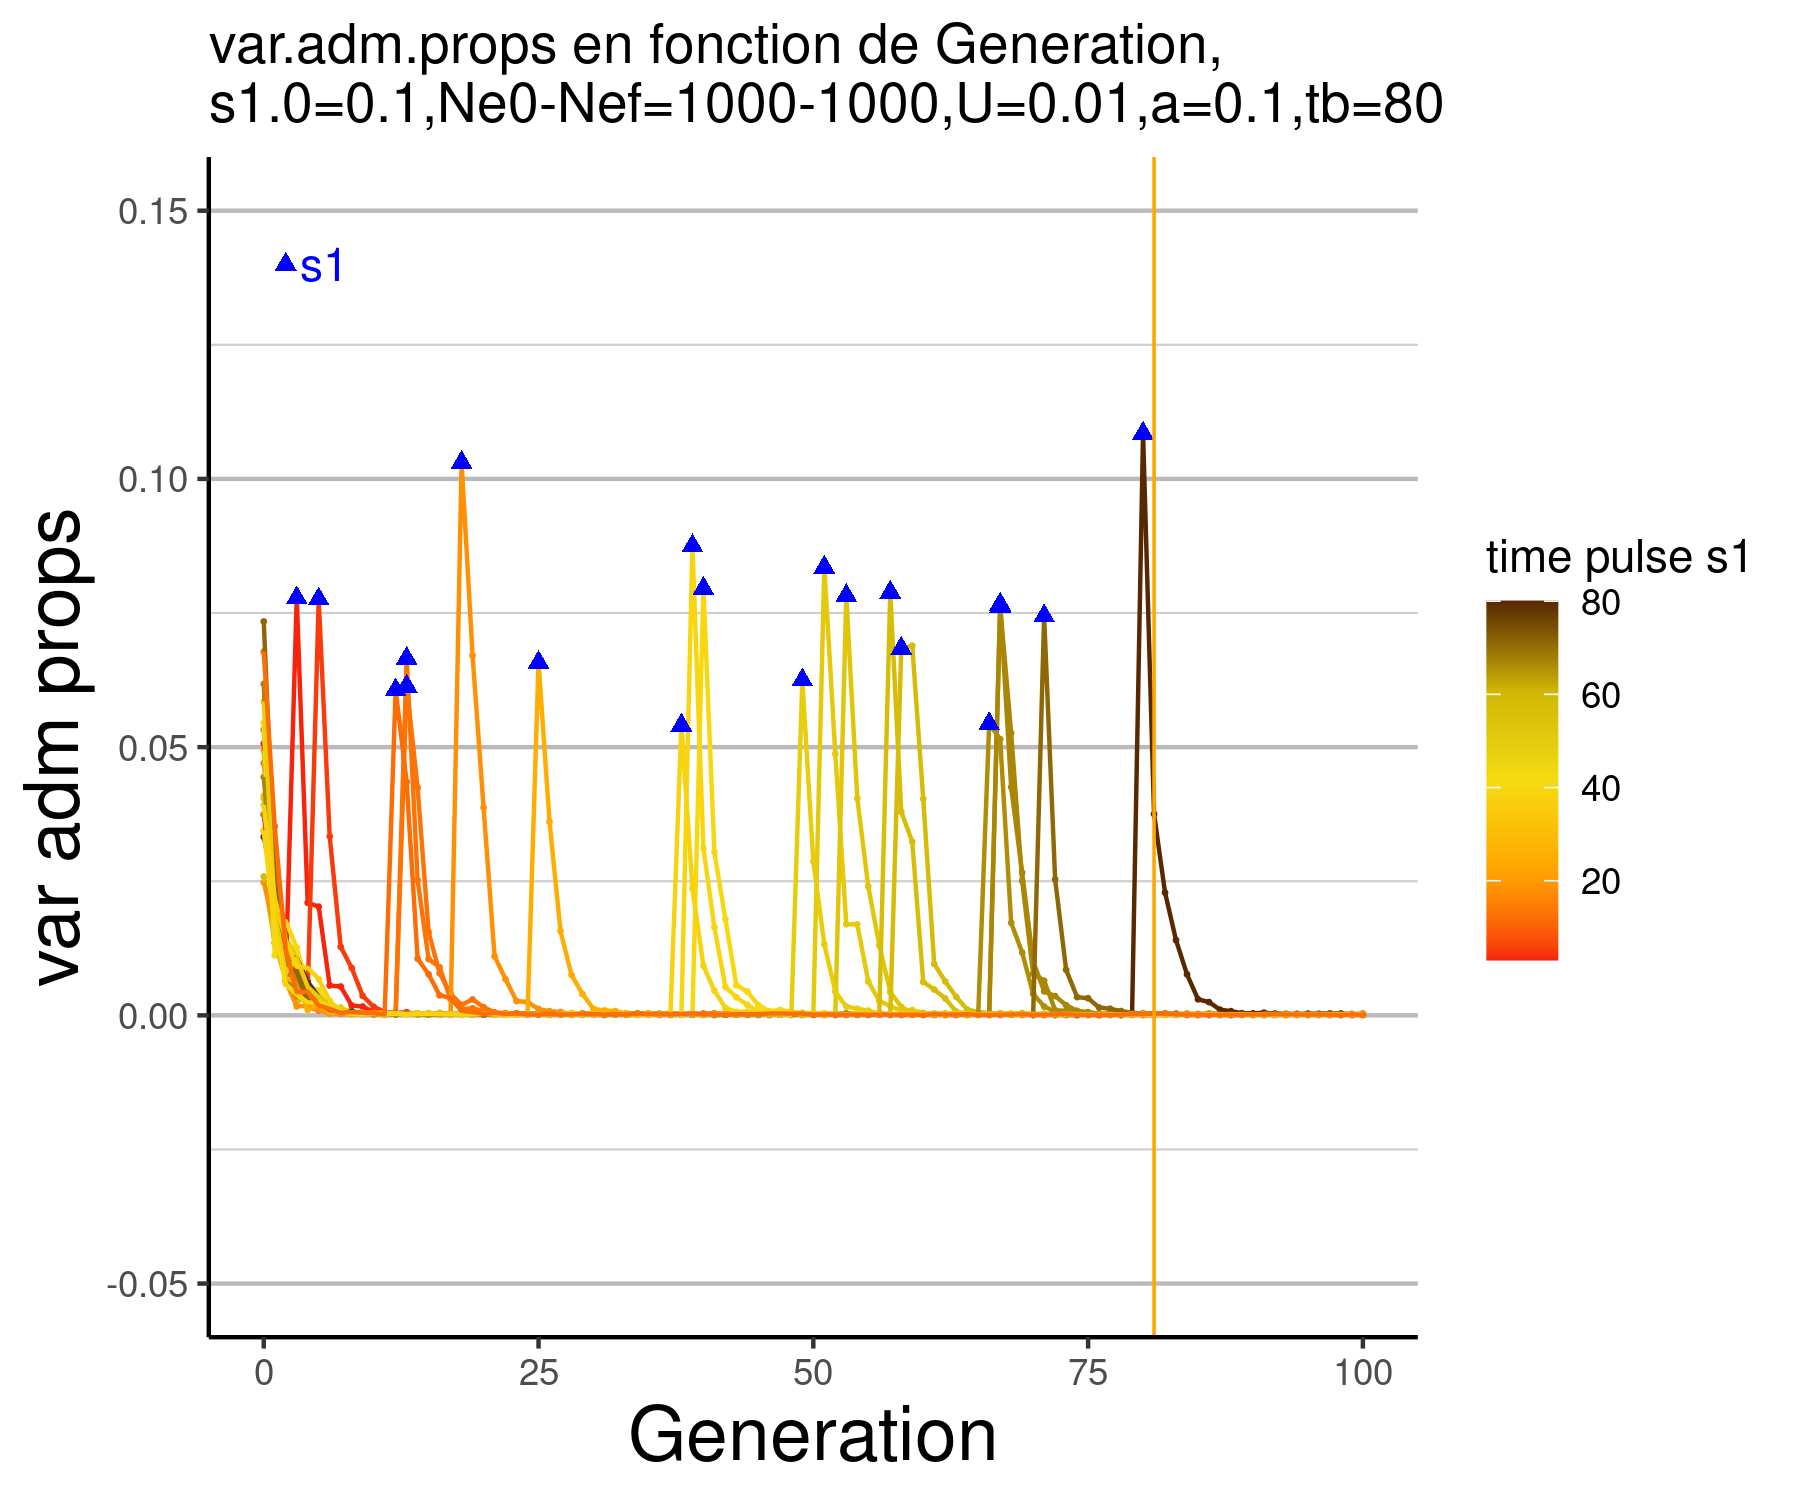 var.adm.props en fonction de Generation,
s1.0=0.1,Ne0-Nef=1000-1000,U=0.01,a=0.1,tb=80
0.15
s1
0.10
0.05
0.00
-0.05
var adm props
0 25 50 75 100
Generation
time pulse s1
80
60
40
20